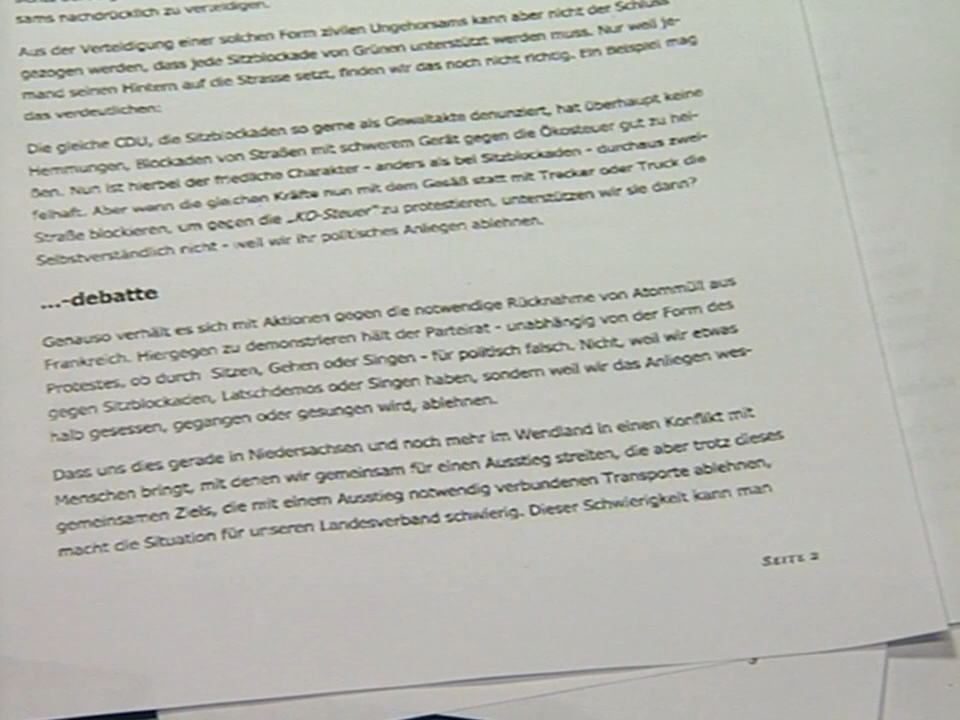 sams nachdrücklich zu verteidigen.
Aus der Verteidigung einer solchen Form zivilen Ungehorsams kann aber nicht der Schluss
gezogen werden, dass jede Sitzblockade von Grünen unterstützt werden muss. Nur weil je-
mand seinen Hintern auf die Strasse setzt, finden wir das noch nicht richtig. Ein Beispiel mag
das verdeutlichen:
Die gleiche CDU, die Sitzblockaden so gerne als Gewaltakte denunziert, hat überhaupt keine
Hemmungen, Blockaden von Straßen mit schwerem Gerät gegen die Ökosteuer gut zu hei-
ßen. Nun ist hierbei der friedliche Charakter – anders als bei Sitzblockaden - durchaus zwei-
felhaft. Aber wenn die gleichen Kräfte nun mit dem Gesäß statt mit Trecker oder Truck die
Straße blockieren, um gegen die „KO-Steuer" zu protestieren, unterstützen wir sie dann?
Selbstverständlich nicht - weil wir ihr politisches Anliegen ablehnen.
...-debatte
Genauso verhält es sich mit Aktionen gegen die notwendige Rücknahme von Atommüll aus
Frankreich. Hiergegen zu demonstrieren hält der Parteirat - unabhängig von der Form des
Protestes, ob durch Sitzen, Gehen oder Singen - für politisch falsch. Nicht, weil wir etwas
gegen Sitzblockaden, Latschdemos oder Singen haben, sondern weil wir das Anliegen wes-
halb gesessen, gegangen oder gesungen wird, ablehnen.
Dass uns dies gerade in Niedersachsen und noch mehr im Wendland in einen Konflikt mit
Menschen bringt, mit denen wir gemeinsam für einen Ausstieg streiten, die aber trotz dieses
gemeinsamen Ziels, die mit einem Ausstieg notwendig verbundenen Transporte ablehnen,
macht die Situation für unseren Landesverband schwierig. Dieser Schwierigkeit kann man
SEITE 2